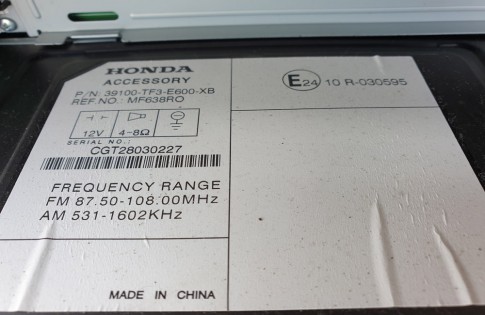 HONDA
ACCESSORY
P/N: 39100-TF3-E600-XB
REF.NO.: MF638RO
12V 4-8Ω
SERIAL NO.:
CGT28030227
FREQUENCY RANGE
FM 87.50-108.00MHz
AM 531-1602KHz
MADE IN CHINA
E24 10 R-030595